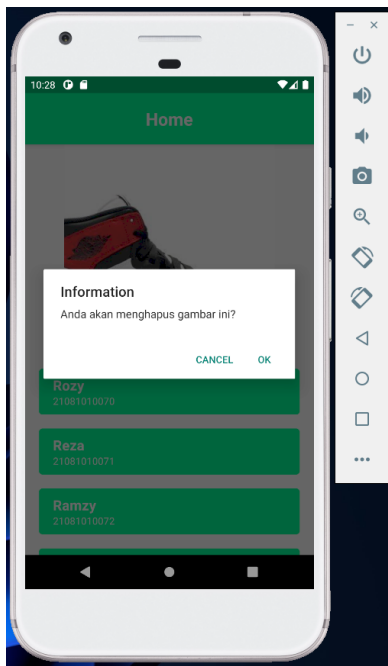 10:28
Home
Information
Anda akan menghapus gambar ini?
CANCEL OK
Rozy
21081010070
Reza
21081010071
Ramzy
21081010072